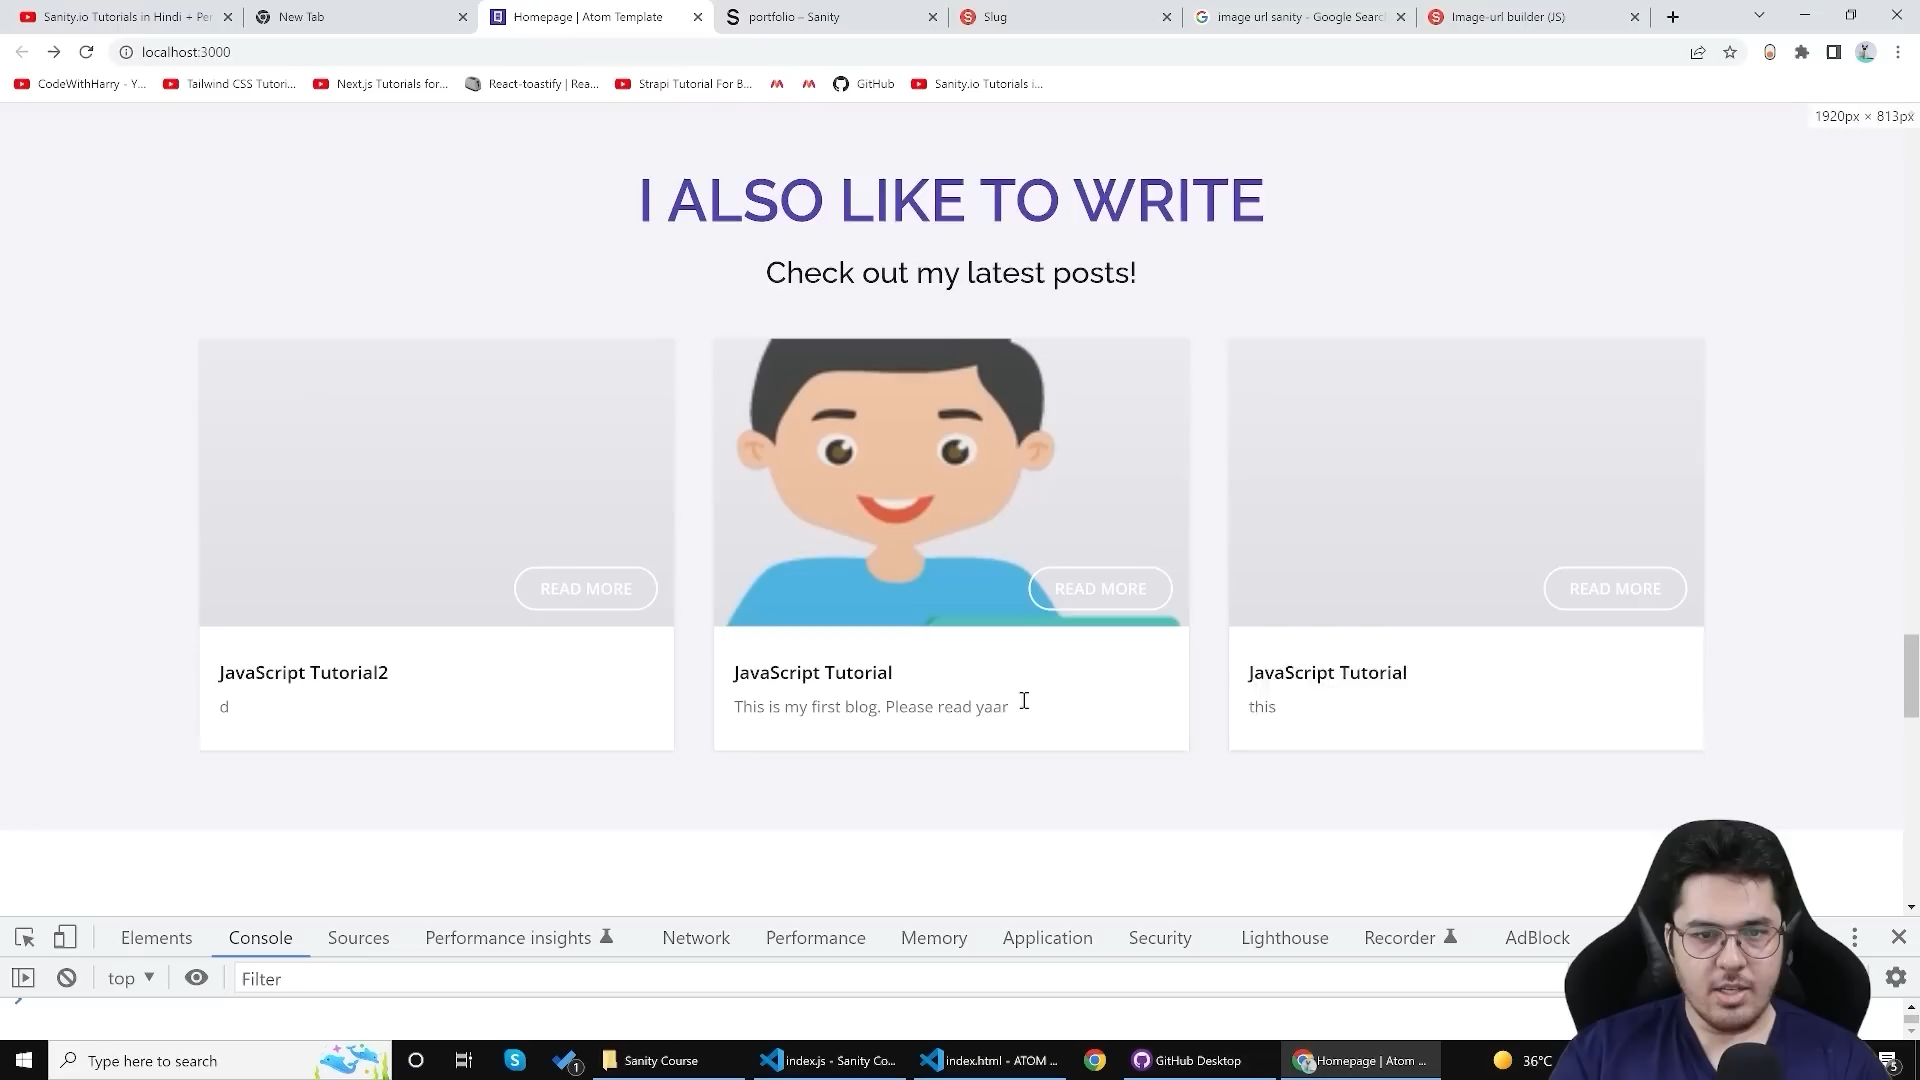 Sanity.io Tutorials in Hindi + Per
New Tab
Homepage | Atom Template
portfolio – Sanity
Slug
image url sanity - Google Searc
Image-url builder (JS)
localhost:3000
CodeWithHarry - Y...
Tailwind CSS Tutori...
Next.js Tutorials for...
React-toastify | Rea...
Strapi Tutorial For B...
GitHub
Sanity.io Tutorials i...
1920px × 813px
I ALSO LIKE TO WRITE
Check out my latest posts!
READ MORE
READ MORE
READ MORE
JavaScript Tutorial2
JavaScript Tutorial
JavaScript Tutorial
d
This is my first blog. Please read yaar
this
Elements
Console
Sources
Performance insights
Network
Performance
Memory
Application
Security
Lighthouse
Recorder
AdBlock
top
Filter
Type here to search
1
Sanity Course
index.js - Sanity Co...
index.html - ATOM ...
GitHub Desktop
Homepage | Atom ...
36°C
5